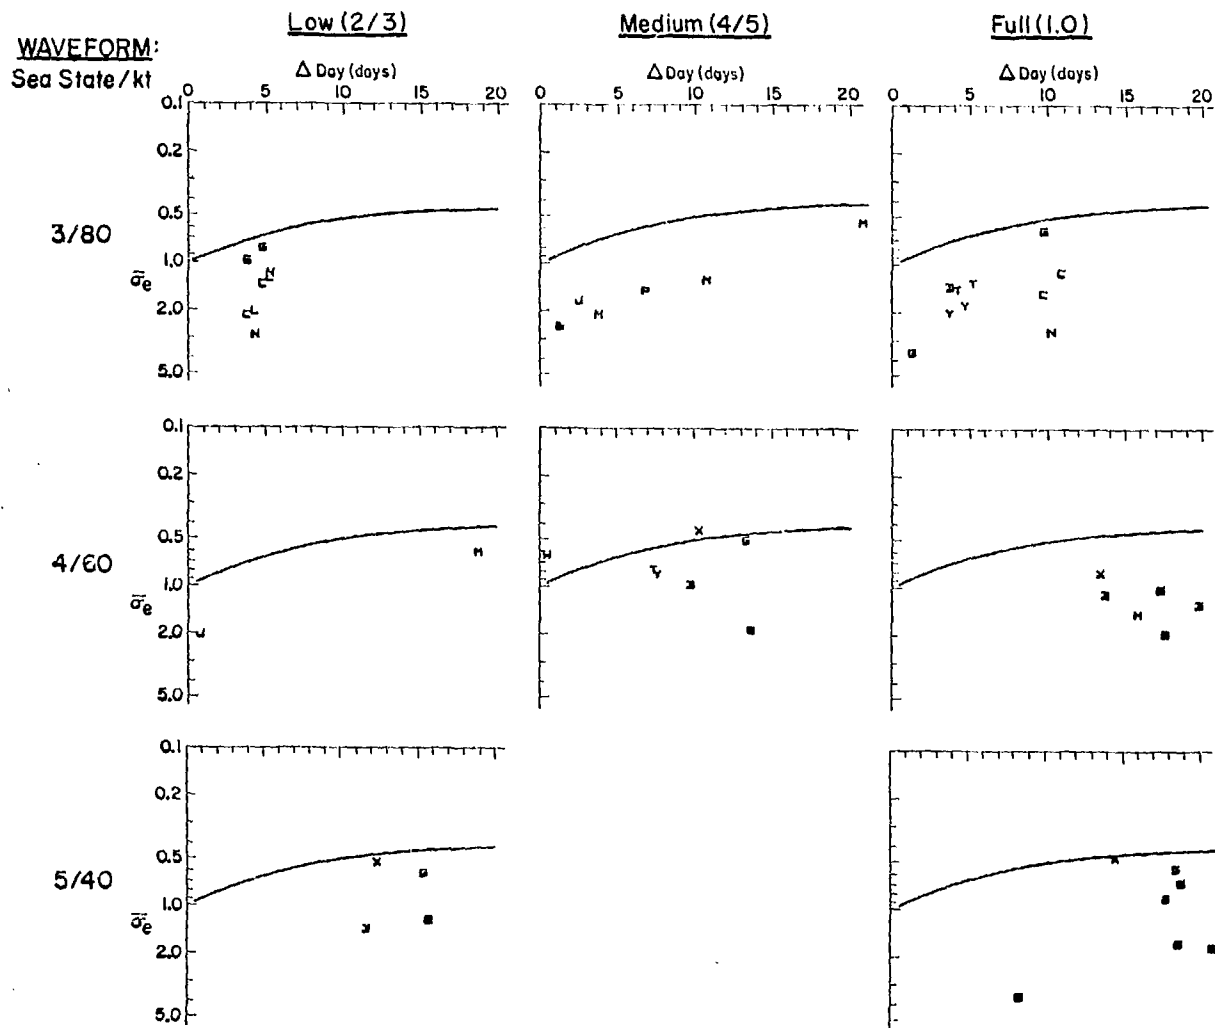 Low (2/3) Medium (4/5) Full (1.0)
WAVEFORM:
Sea State / kt
Δ Day (days) Δ Day (days) Δ Day (days)
0 5 10 15 20 0 5 10 15 20 0 5 10 15 20
0.1
0.2
0.5
3/80
1.0
σ̅e
2.0
5.0
0.1
0.2
0.5
4/60
1.0
σ̅e
2.0
5.0
0.1
0.2
0.5
5/40
1.0
σ̅e
2.0
5.0